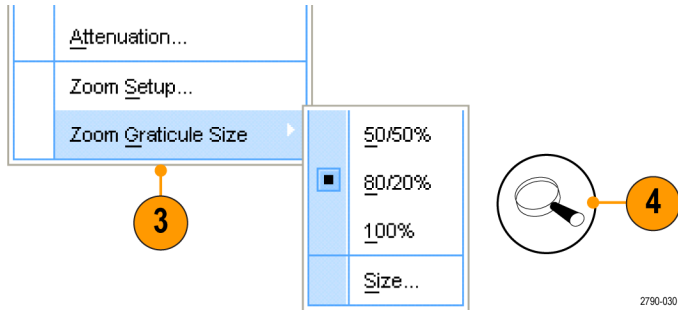 Attenuation...
Zoom Setup...
Zoom Graticule Size
50/50%
80/20%
100%
Size...
3
4
2790-030